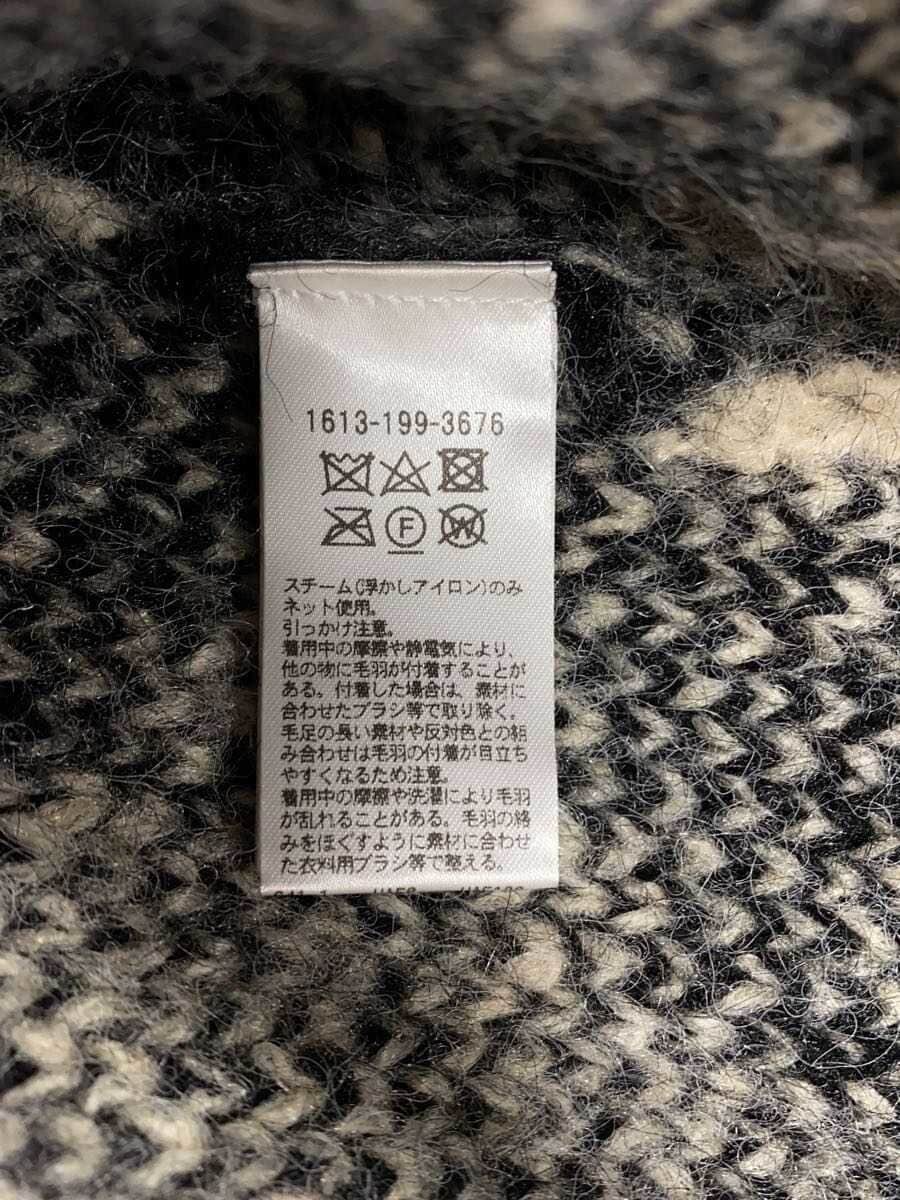 1613-199-3676
F
W
スチーム(浮かしアイロン)のみ
ネット使用。
引っかけ注意。
着用中の摩擦や静電気により、
他の物に毛羽が付着することが
ある。付着した場合は、素材に
合わせたブラシ等で取り除く。
毛足の長い素材や反対色との組
み合わせは毛羽の付着が目立ち
やすくなるため注意。
着用中の摩擦や洗濯により毛羽
が乱れることがある。毛羽の絡
みをほぐすように素材に合わせ
た衣料用ブラシ等で整える。